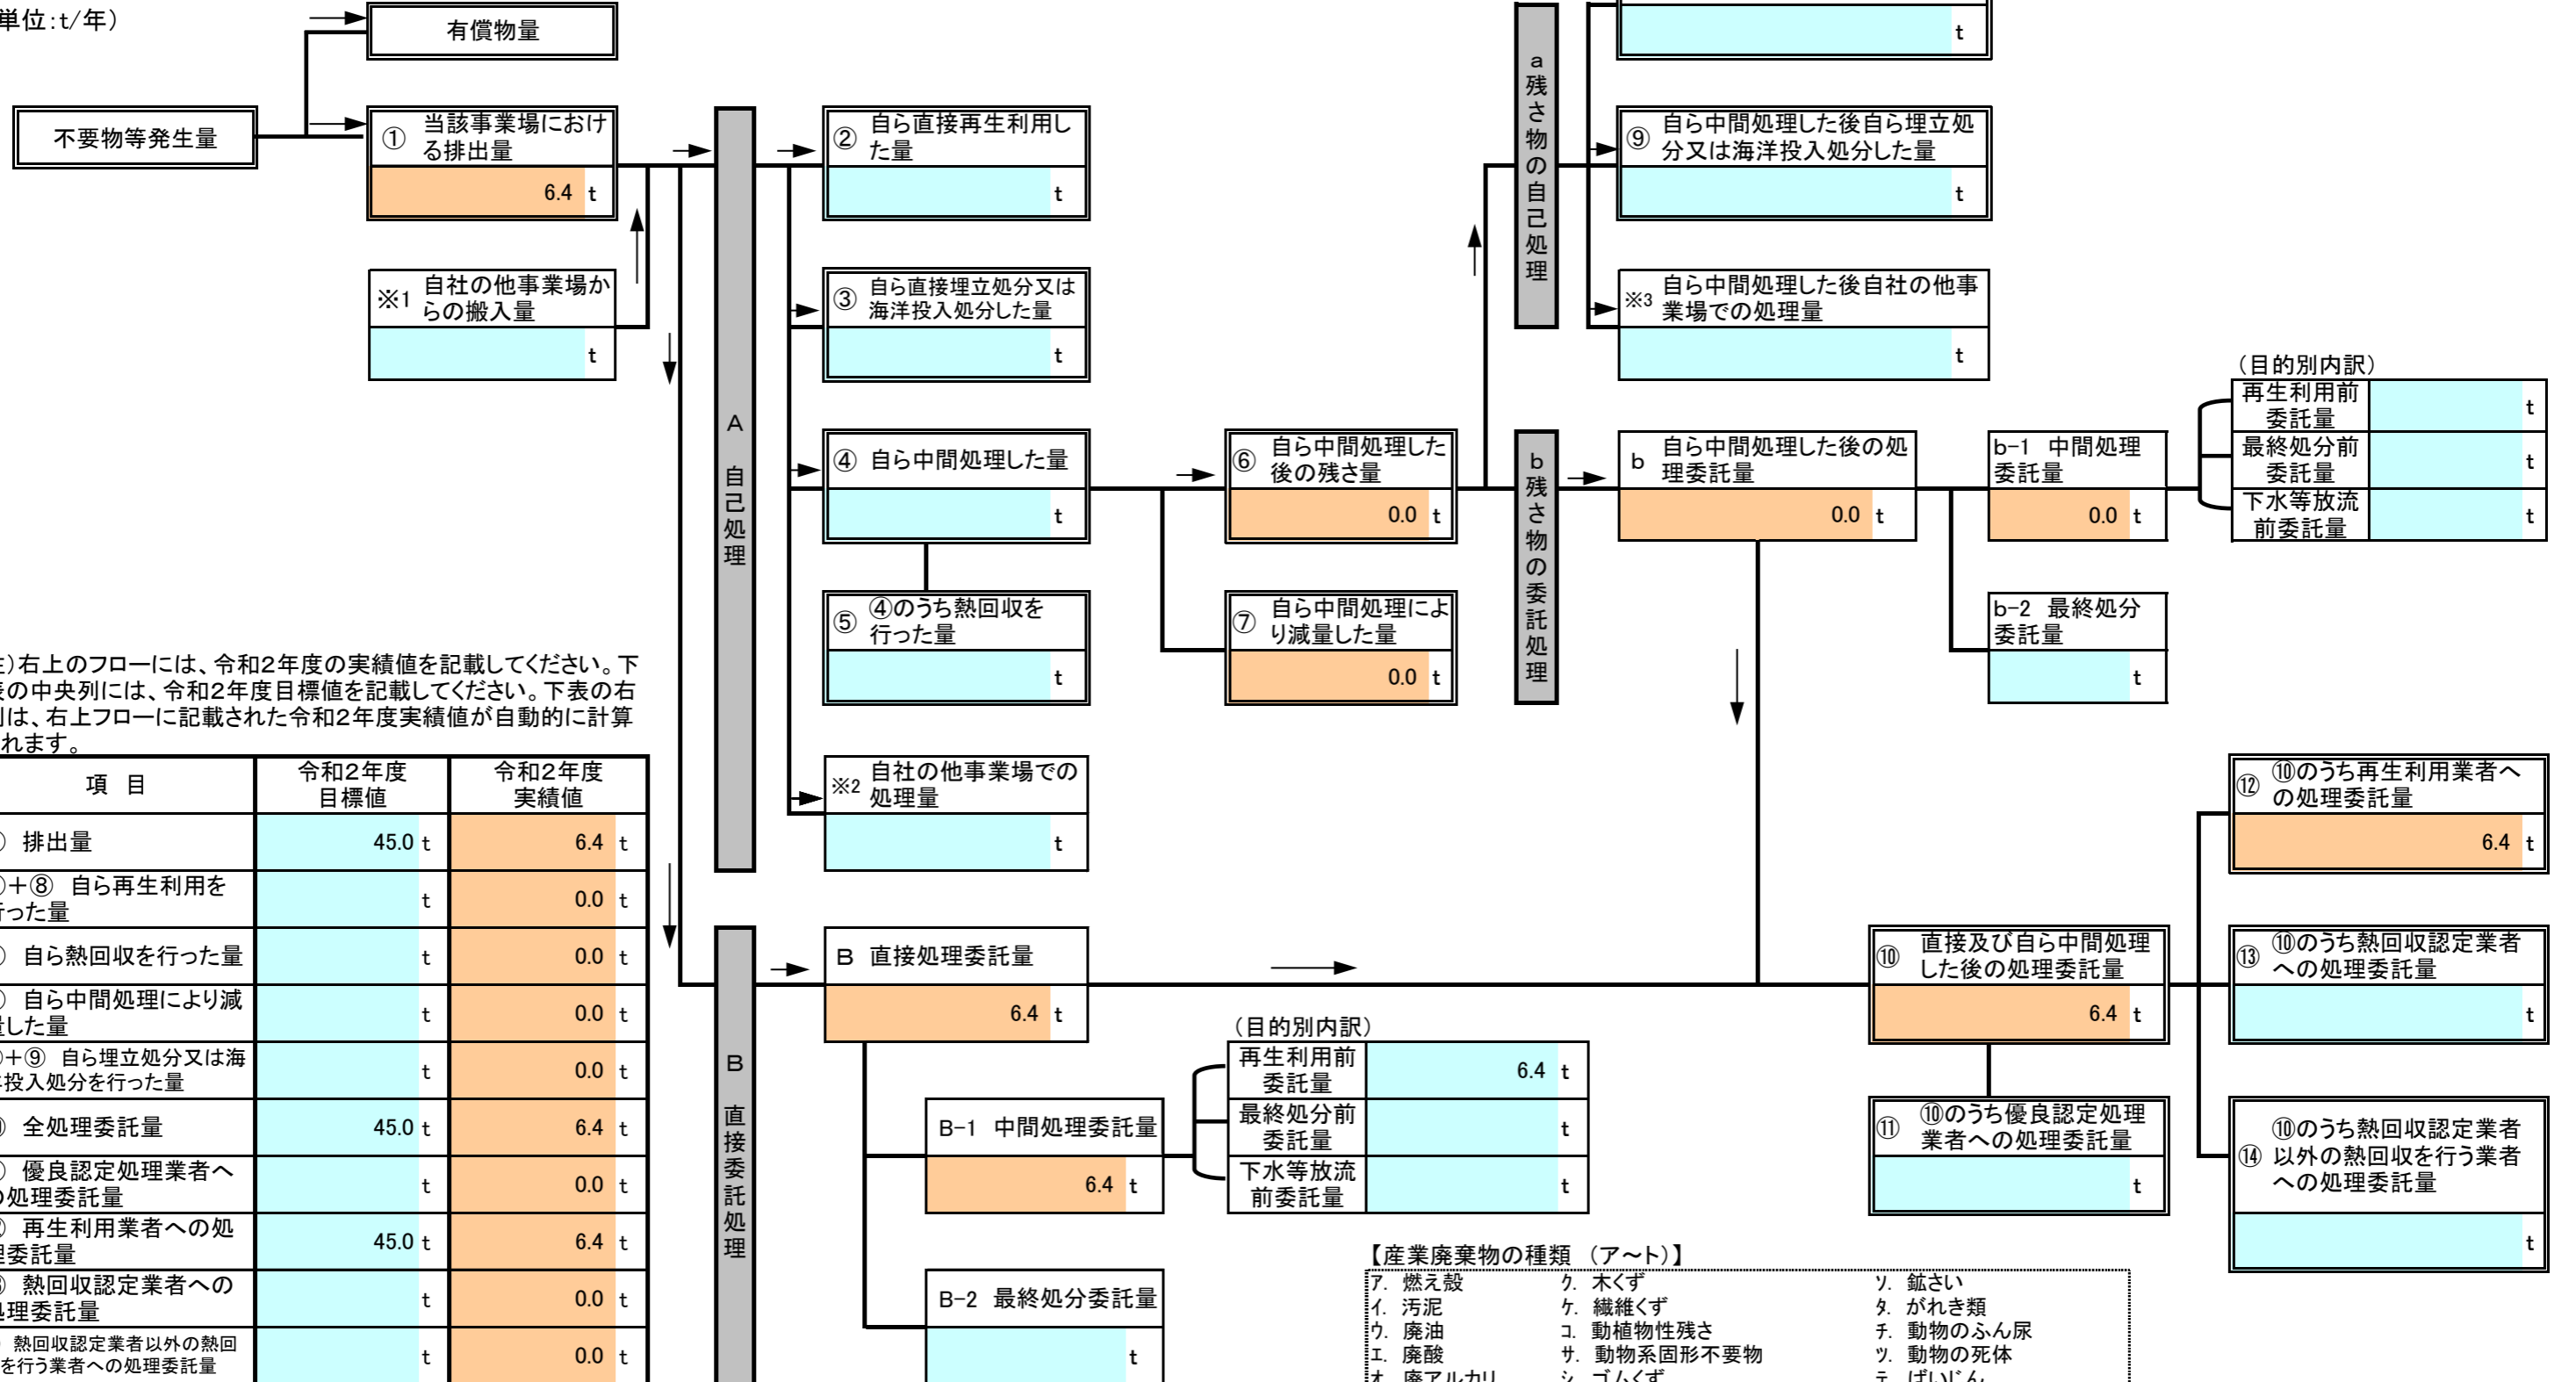 単位:t/年)
有償物量
不要物等発生量
① 当該事業場におけ
る排出量
6.4 t
※1 自社の他事業場か
らの搬入量
t
A 自己処理
② 自ら直接再生利用し
た量
t
③ 自ら直接埋立処分又は
海洋投入処分した量
t
④ 自ら中間処理した量
t
⑤ ④のうち熱回収を
行った量
t
※2 自社の他事業場での
処理量
t
⑥ 自ら中間処理した
後の残さ量
0.0 t
⑦ 自ら中間処理によ
り減量した量
0.0 t
a残さ物の自己処理
t
⑨ 自ら中間処理した後自ら埋立処
分又は海洋投入処分した量
t
※3 自ら中間処理した後自社の他事
業場での処理量
t
b残さ物の委託処理
b 自ら中間処理した後の処
理委託量
0.0 t
b-1 中間処理
委託量
0.0 t
(目的別内訳)
再生利用前
委託量
t
最終処分前
委託量
t
下水等放流
前委託量
t
b-2 最終処分
委託量
t
)右上のフローには、令和2年度の実績値を記載してください。下
の中央列には、令和2年度目標値を記載してください。下表の右
は、右上フローに記載された令和2年度実績値が自動的に計算
れます。
項 目
令和2年度
目標値
令和2年度
実績値
排出量
45.0 t
6.4 t
+⑧ 自ら再生利用を
った量
t
0.0 t
自ら熱回収を行った量
t
0.0 t
自ら中間処理により減
した量
t
0.0 t
+⑨ 自ら埋立処分又は海
投入処分を行った量
t
0.0 t
全処理委託量
45.0 t
6.4 t
優良認定処理業者へ
の処理委託量
t
0.0 t
再生利用業者への処
理委託量
45.0 t
6.4 t
熱回収認定業者への
処理委託量
t
0.0 t
熱回収認定業者以外の熱回
を行う業者への処理委託量
t
0.0 t
B 直接委託処理
B 直接処理委託量
6.4 t
B-1 中間処理委託量
6.4 t
(目的別内訳)
再生利用前
委託量
6.4 t
最終処分前
委託量
t
下水等放流
前委託量
t
B-2 最終処分委託量
t
⑩ 直接及び自ら中間処理
した後の処理委託量
6.4 t
⑪ ⑩のうち優良認定処理
業者への処理委託量
t
⑫ ⑩のうち再生利用業者へ
の処理委託量
6.4 t
⑬ ⑩のうち熱回収認定業者
への処理委託量
t
⑭ ⑩のうち熱回収認定業者
以外の熱回収を行う業者
への処理委託量
t
【産業廃棄物の種類 (ア~ト)】
ア. 燃え殻 ク. 木くず ソ. 鉱さい
イ. 汚泥 ケ. 繊維くず タ. がれき類
ウ. 廃油 コ. 動植物性残さ チ. 動物のふん尿
エ. 廃酸 サ. 動物系固形不要物 ツ. 動物の死体
オ. 廃アルカリ シ. ゴムくず テ. ばいじん